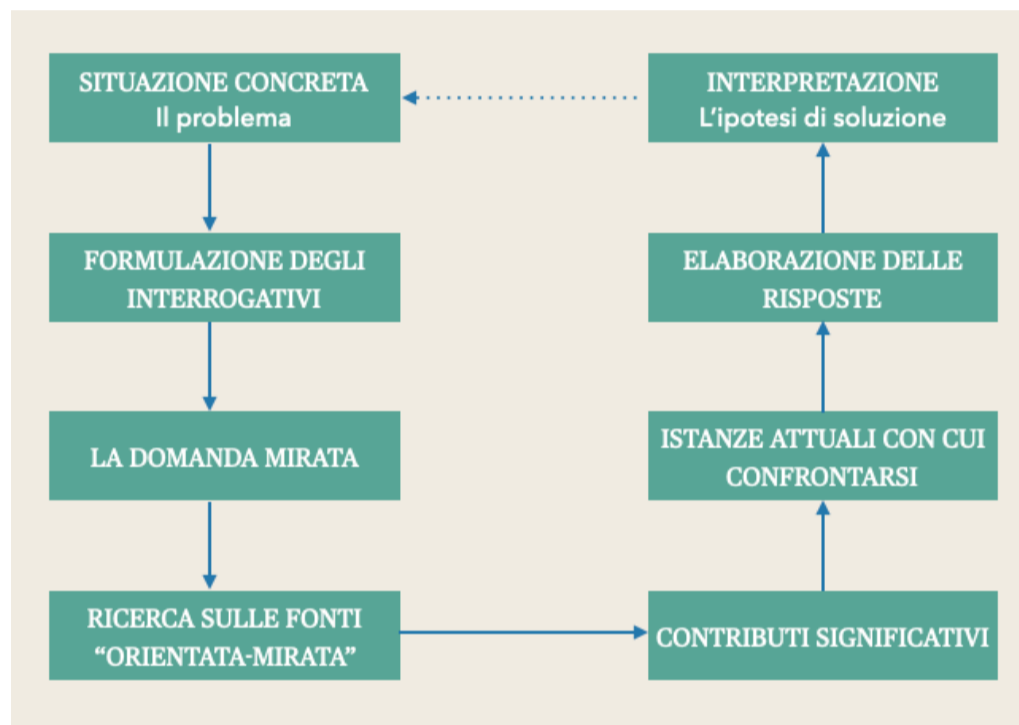 SITUAZIONE CONCRETA
Il problema
FORMULAZIONE DEGLI
INTERROGATIVI
LA DOMANDA MIRATA
RICERCA SULLE FONTI
“ORIENTATA-MIRATA”
CONTRIBUTI SIGNIFICATIVI
ISTANZE ATTUALI CON CUI
CONFRONTARSI
ELABORAZIONE DELLE
RISPOSTE
INTERPRETAZIONE
L’ipotesi di soluzione